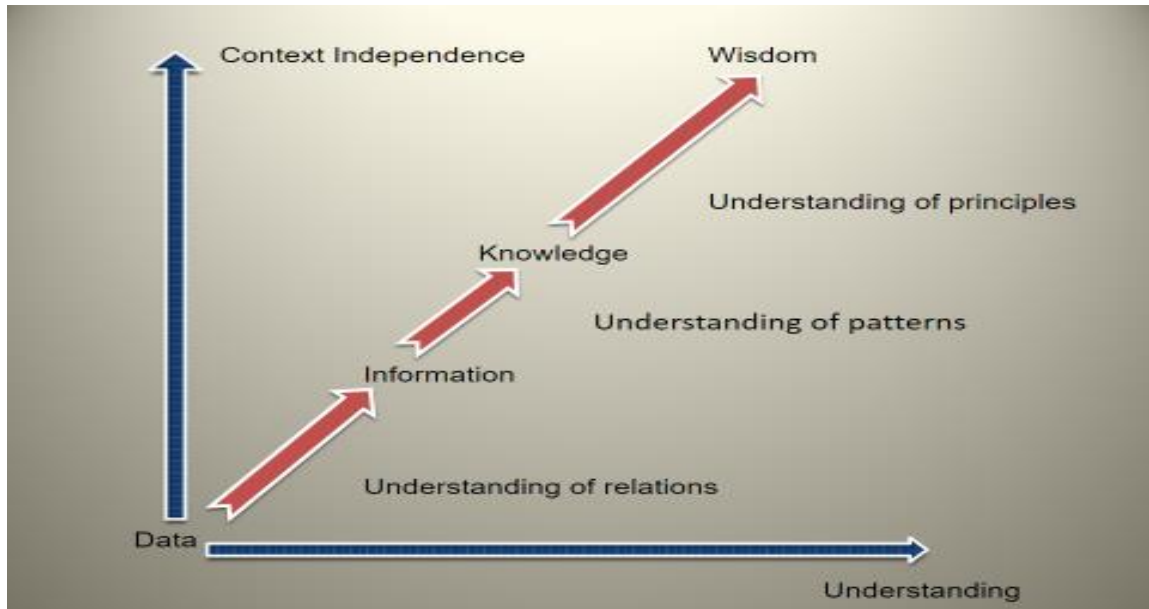 Context Independence
Wisdom
Understanding of principles
Knowledge
Understanding of patterns
Information
Understanding of relations
Data
Understanding